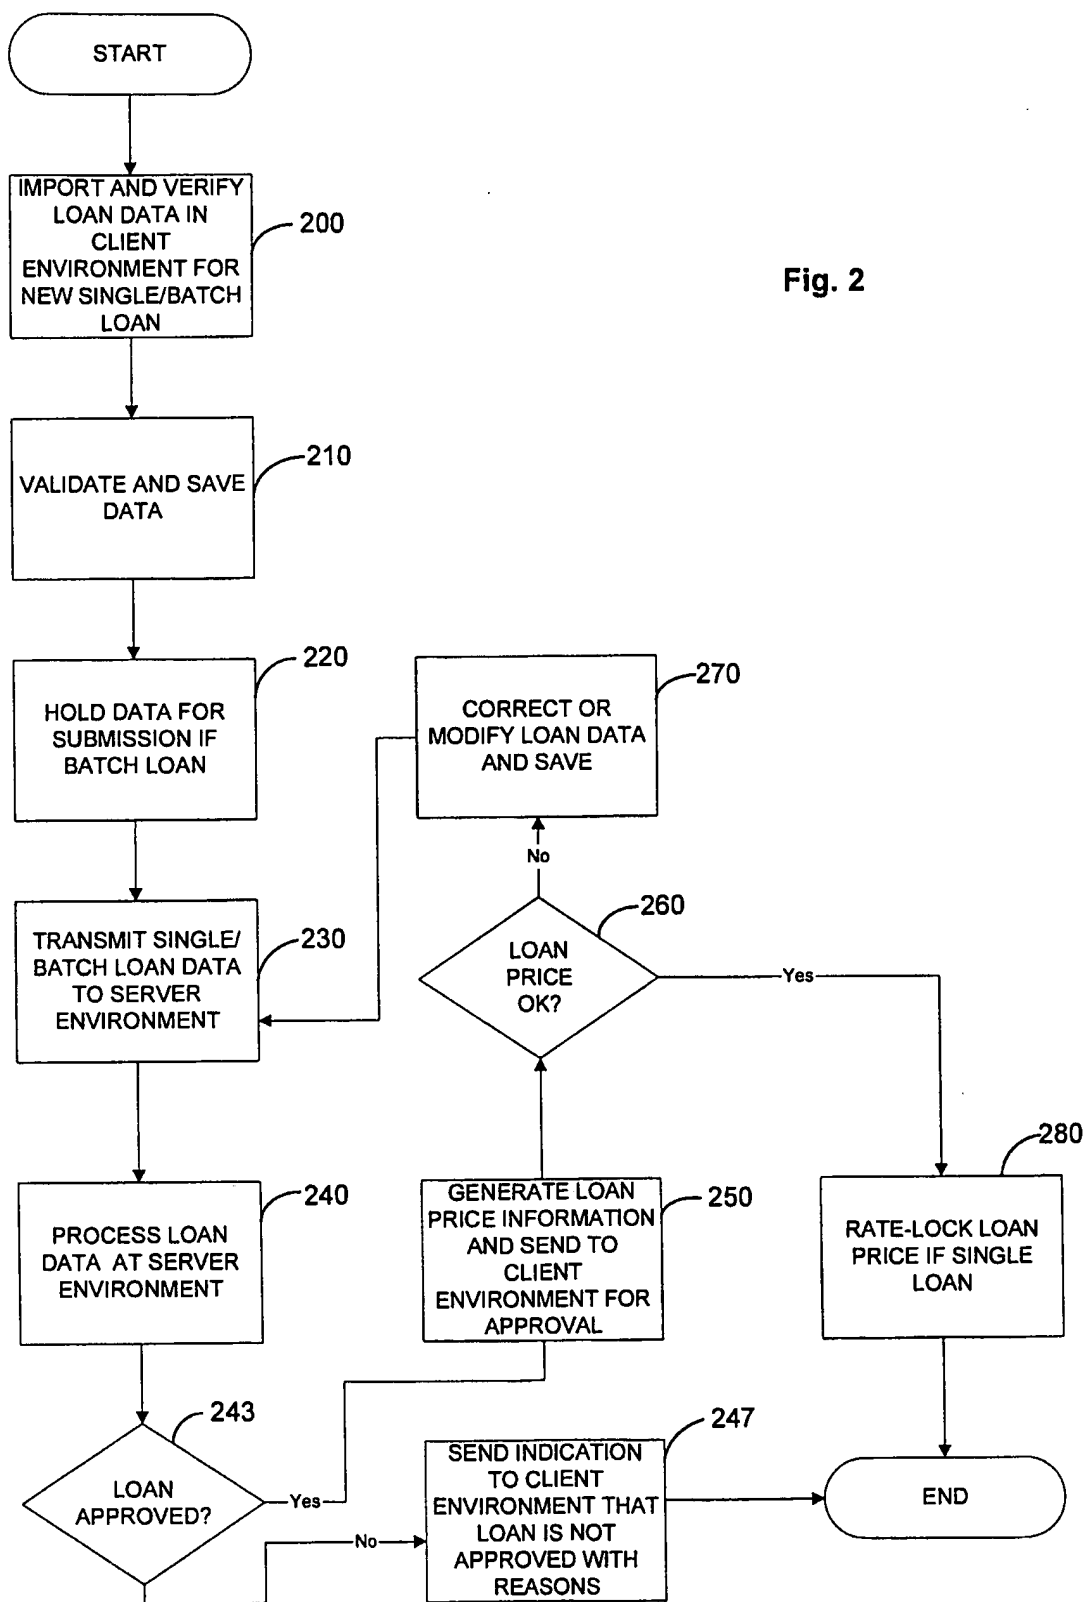 START
IMPORT AND VERIFY
LOAN DATA IN
CLIENT
ENVIRONMENT FOR
NEW SINGLE/BATCH
LOAN
200
Fig. 2
VALIDATE AND SAVE
DATA
210
HOLD DATA FOR
SUBMISSION IF
BATCH LOAN
220
CORRECT OR
MODIFY LOAN DATA
AND SAVE
270
No
TRANSMIT SINGLE/
BATCH LOAN DATA
TO SERVER
ENVIRONMENT
230
LOAN
PRICE
OK?
260
Yes
PROCESS LOAN
DATA AT SERVER
ENVIRONMENT
240
GENERATE LOAN
PRICE INFORMATION
AND SEND TO
CLIENT
ENVIRONMENT FOR
APPROVAL
250
RATE-LOCK LOAN
PRICE IF SINGLE
LOAN
280
LOAN
APPROVED?
243
Yes
No
SEND INDICATION
TO CLIENT
ENVIRONMENT THAT
LOAN IS NOT
APPROVED WITH
REASONS
247
END